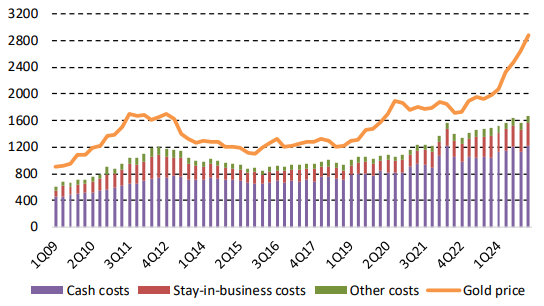 3200
2800
2400
2000
1600
1200
800
400
0
1Q09
2Q10
3Q11
4Q12
1Q14
2Q15
3Q16
4Q17
1Q19
2Q20
3Q21
4Q22
1Q24
Cash costs Stay-in-business costs Other costs Gold price